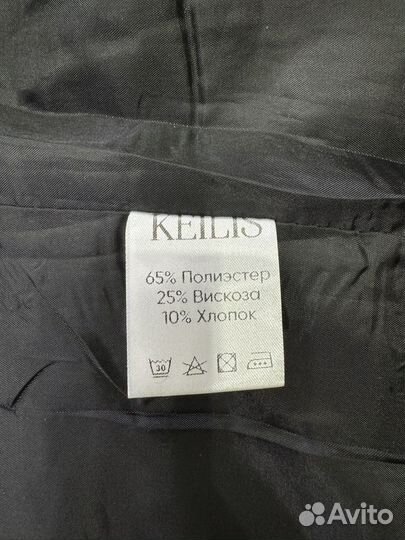 KEILIS
65% Полиэстер
25% Вискоза
10% Хлопок
30
Avito